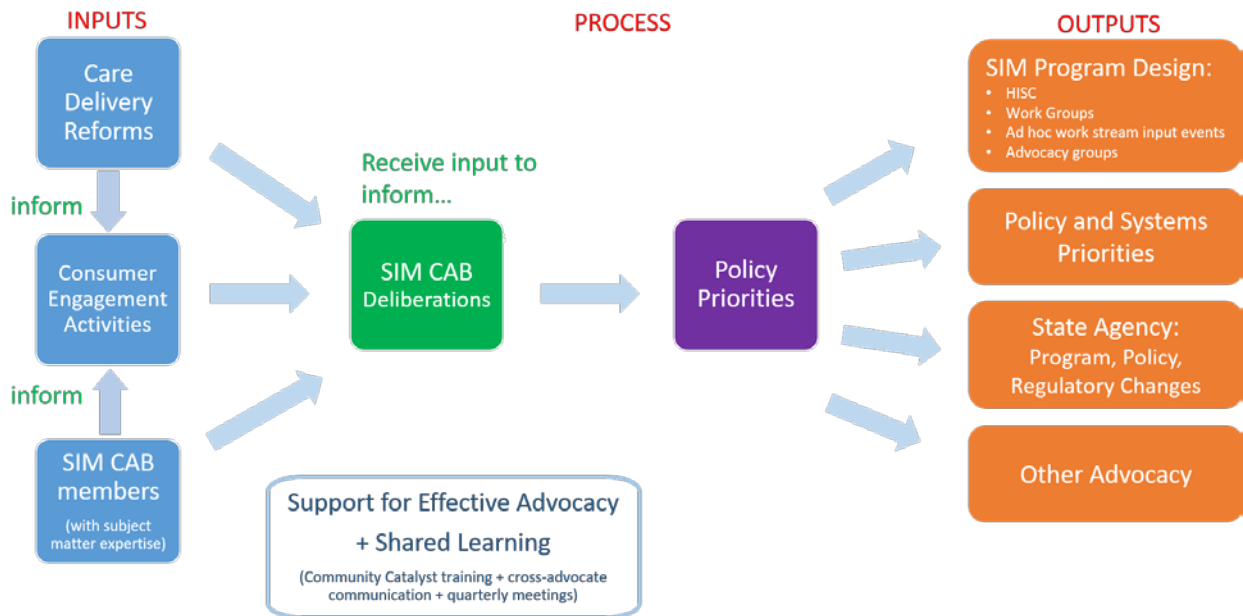 INPUTS
PROCESS
OUTPUTS
Care
Delivery
Reforms
inform
Consumer
Engagement
Activities
inform
SIM CAB
members
(with subject
matter expertise)
Receive input to
inform...
SIM CAB
Deliberations
Support for Effective Advocacy
+ Shared Learning
(Community Catalyst training + cross-advocate
communication + quarterly meetings)
Policy
Priorities
SIM Program Design:
• HISC
• Work Groups
• Ad hoc work stream input events
• Advocacy groups
Policy and Systems
Priorities
State Agency:
Program, Policy,
Regulatory Changes
Other Advocacy